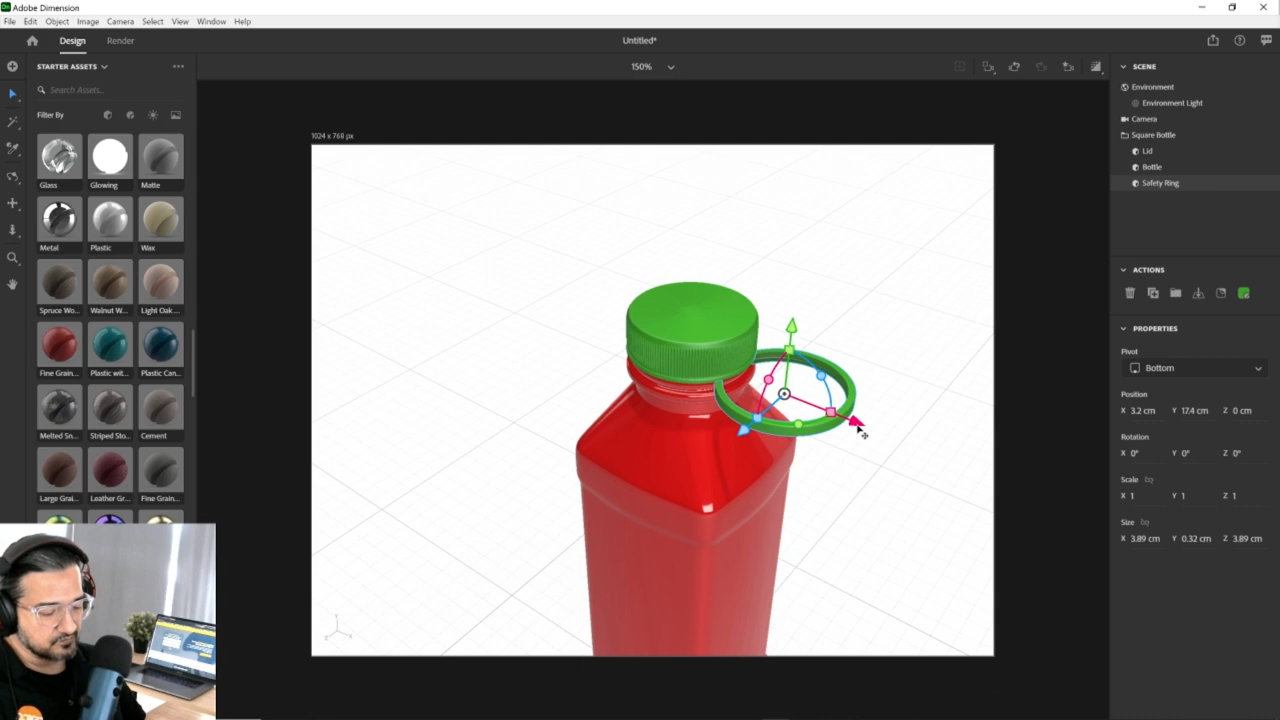 Dn Adobe Dimension
File Edit Object Image Camera Select View Window Help
Design Render Untitled*
STARTER ASSETS
150%
Search Assets...
Filter By
Glass Glowing Matte
Metal Plastic Wax
Spruce Wo... Walnut W... Light Oak ...
Fine Grain... Plastic wit... Plastic Can...
Melted Sn... Striped Sto... Cement
Large Grai... Leather Gr... Fine Grain...
1024 x 768 px
Y
Z X
SCENE
Environment
Environment Light
Camera
Square Bottle
Lid
Bottle
Safety Ring
ACTIONS
PROPERTIES
Pivot
Bottom
Position
X 3.2 cm Y 17.4 cm Z 0 cm
Rotation
X 0° Y 0° Z 0°
Scale
X 1 Y 1 Z 1
Size
X 3.89 cm Y 0.32 cm Z 3.89 cm